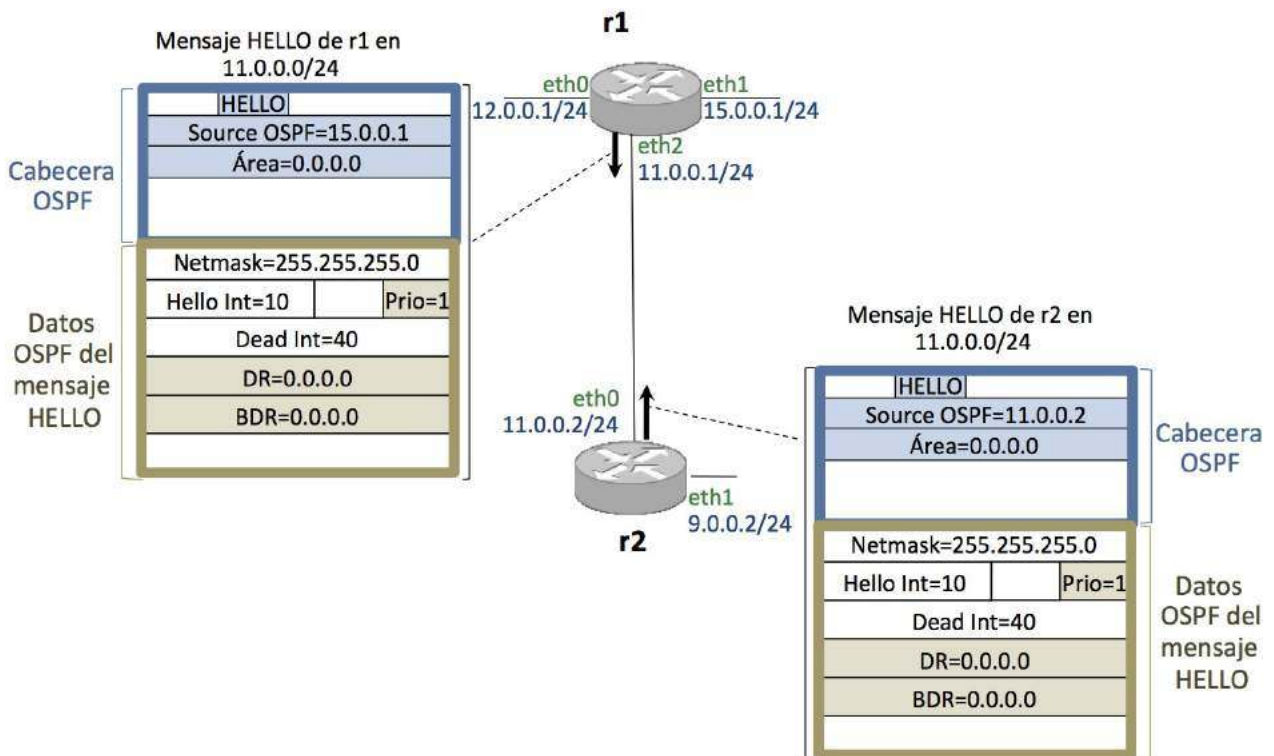 r1
Mensaje HELLO de r1 en
11.0.0.0/24
HELLO
Source OSPF=15.0.0.1
Área=0.0.0.0
Cabecera
OSPF
Netmask=255.255.255.0
Hello Int=10
Prio=1
Dead Int=40
DR=0.0.0.0
BDR=0.0.0.0
Datos
OSPF del
mensaje
HELLO
eth0
12.0.0.1/24
eth1
15.0.0.1/24
eth2
11.0.0.1/24
eth0
11.0.0.2/24
eth1
9.0.0.2/24
r2
Mensaje HELLO de r2 en
11.0.0.0/24
HELLO
Source OSPF=11.0.0.2
Área=0.0.0.0
Cabecera
OSPF
Netmask=255.255.255.0
Hello Int=10
Prio=1
Dead Int=40
DR=0.0.0.0
BDR=0.0.0.0
Datos
OSPF del
mensaje
HELLO